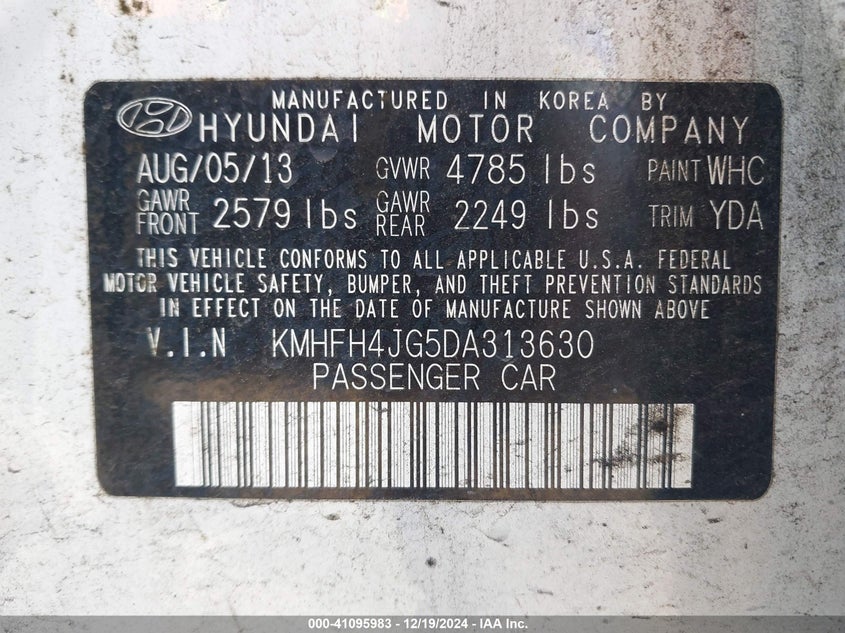 MANUFACTURED IN KOREA BY
HYUNDAI MOTOR COMPANY
AUG/05/13 GVWR 4785 lbs PAINT WHC
GAWR FRONT 2579 lbs GAWR REAR 2249 lbs TRIM YDA
THIS VEHICLE CONFORMS TO ALL APPLICABLE U.S.A. FEDERAL
MOTOR VEHICLE SAFETY, BUMPER, AND THEFT PREVENTION STANDARDS
IN EFFECT ON THE DATE OF MANUFACTURE SHOWN ABOVE
V.I.N KMHFH4JG5DA313630
PASSENGER CAR
000-41095983 - 12/19/2024 - IAA Inc.